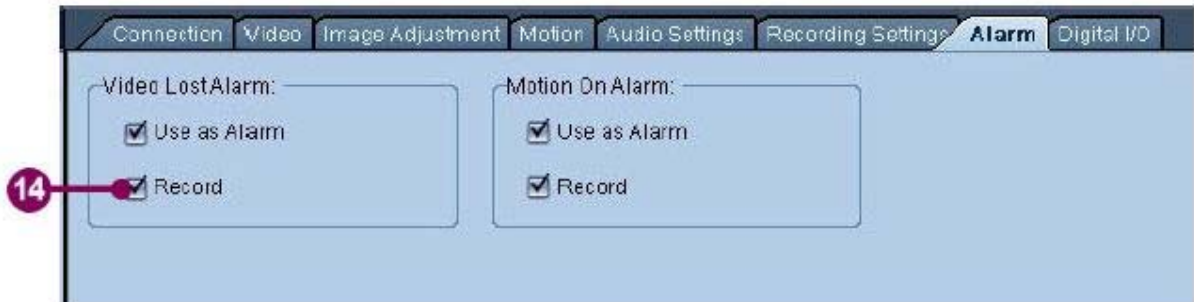 Connection Video Image Adjustment Motion Audio Settings Recording Settings Alarm Digital I/O
Video Lost Alarm: Motion On Alarm:
Use as Alarm Use as Alarm
14 Record Record